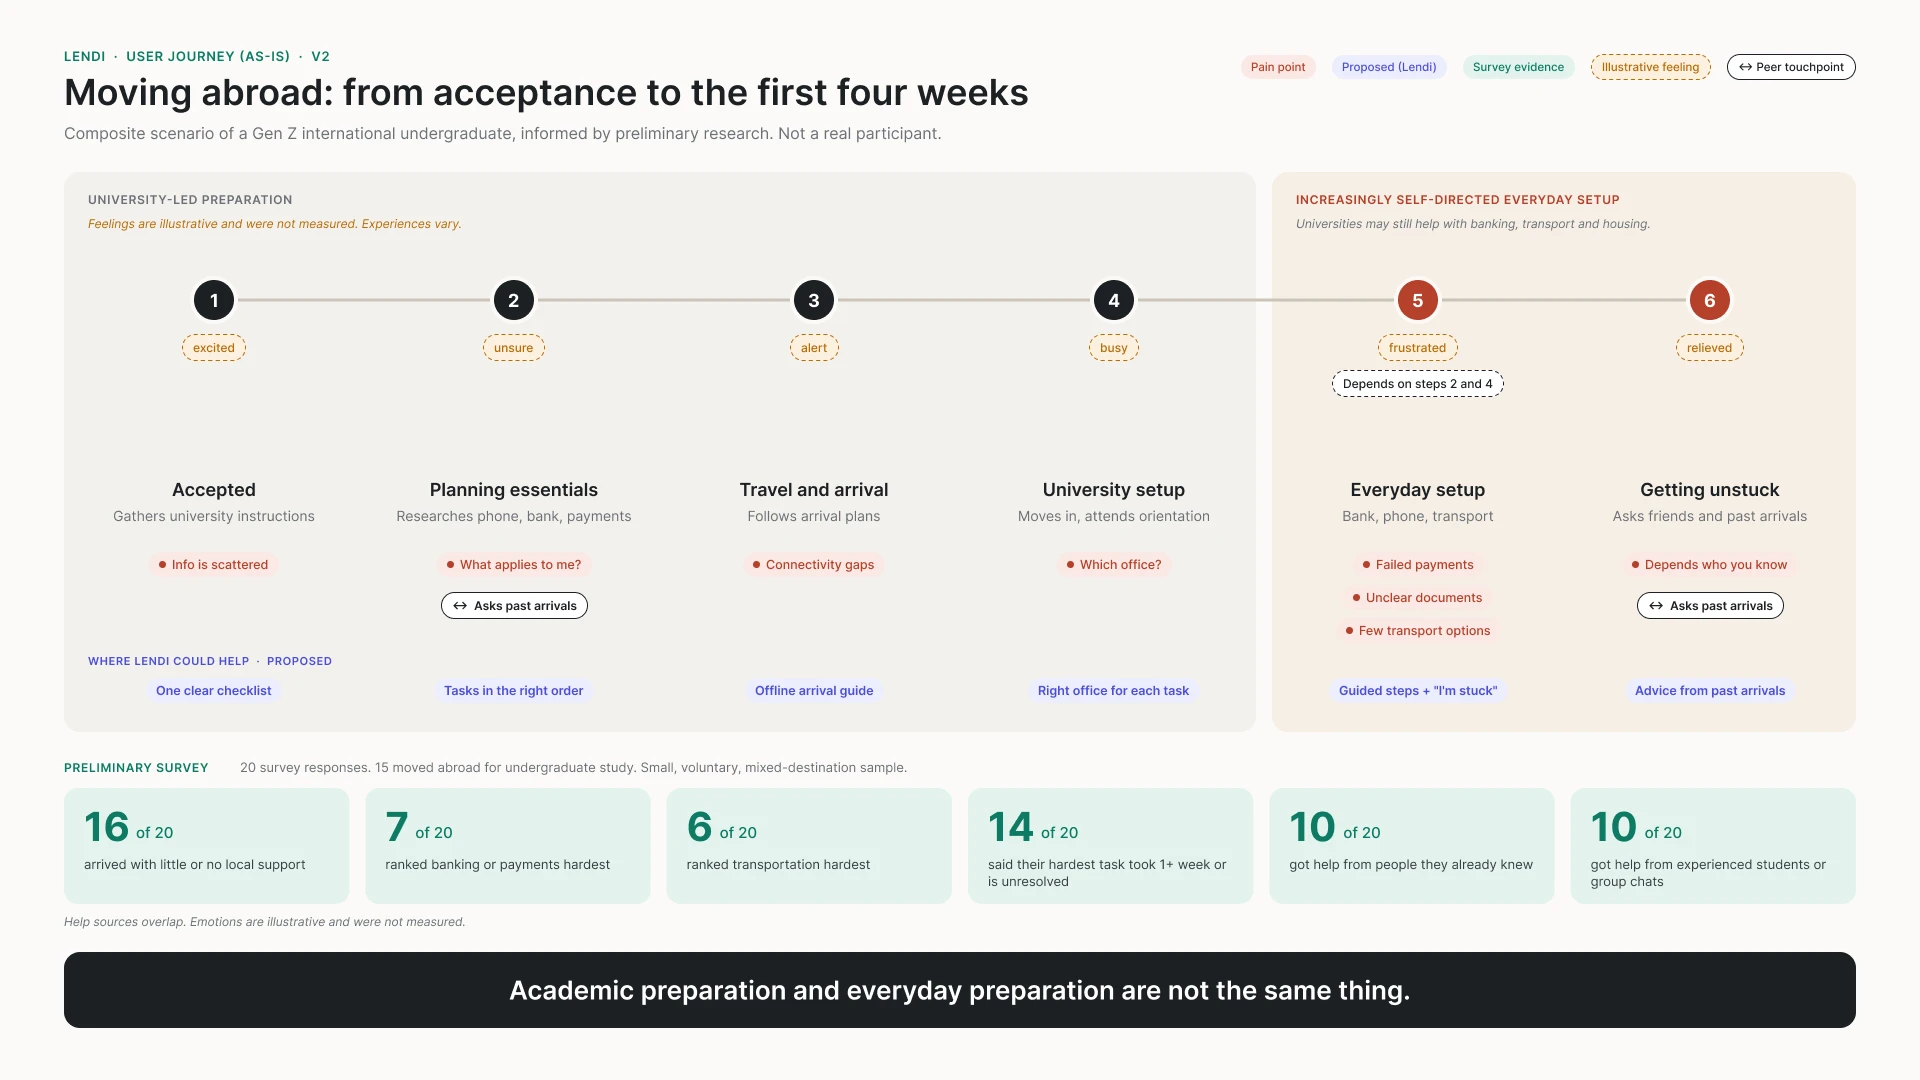 LENDI · USER JOURNEY (AS-IS) · V2
Moving abroad: from acceptance to the first four weeks
Composite scenario of a Gen Z international undergraduate, informed by preliminary research. Not a real participant.
Pain point
Proposed (Lendi)
Survey evidence
Illustrative feeling
↔ Peer touchpoint
UNIVERSITY-LED PREPARATION
Feelings are illustrative and were not measured. Experiences vary.
INCREASINGLY SELF-DIRECTED EVERYDAY SETUP
Universities may still help with banking, transport and housing.
1
excited
Accepted
Gathers university instructions
Info is scattered
2
unsure
Planning essentials
Researches phone, bank, payments
What applies to me?
↔ Asks past arrivals
3
alert
Travel and arrival
Follows arrival plans
Connectivity gaps
4
busy
University setup
Moves in, attends orientation
Which office?
5
frustrated
Depends on steps 2 and 4
Everyday setup
Bank, phone, transport
Failed payments
Unclear documents
Few transport options
6
relieved
Getting unstuck
Asks friends and past arrivals
Depends who you know
↔ Asks past arrivals
WHERE LENDI COULD HELP · PROPOSED
One clear checklist
Tasks in the right order
Offline arrival guide
Right office for each task
Guided steps + "I'm stuck"
Advice from past arrivals
PRELIMINARY SURVEY
20 survey responses. 15 moved abroad for undergraduate study. Small, voluntary, mixed-destination sample.
16 of 20
arrived with little or no local support
7 of 20
ranked banking or payments hardest
6 of 20
ranked transportation hardest
14 of 20
said their hardest task took 1+ week or
is unresolved
10 of 20
got help from people they already knew
10 of 20
got help from experienced students or
group chats
Help sources overlap. Emotions are illustrative and were not measured.
Academic preparation and everyday preparation are not the same thing.